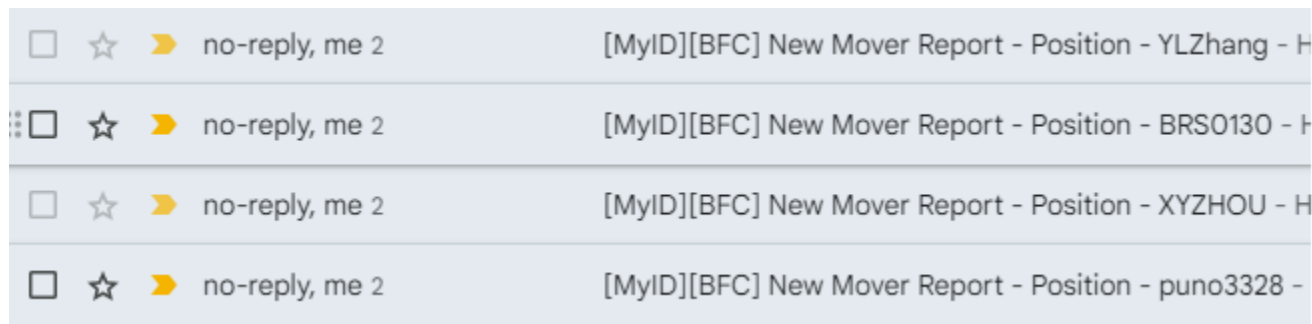 no-reply, me 2 [MyID][BFC] New Mover Report - Position - YLZhang - H
no-reply, me 2 [MyID][BFC] New Mover Report - Position - BRS0130 - H
no-reply, me 2 [MyID][BFC] New Mover Report - Position - XYZHOU - H
no-reply, me 2 [MyID][BFC] New Mover Report - Position - puno3328 -